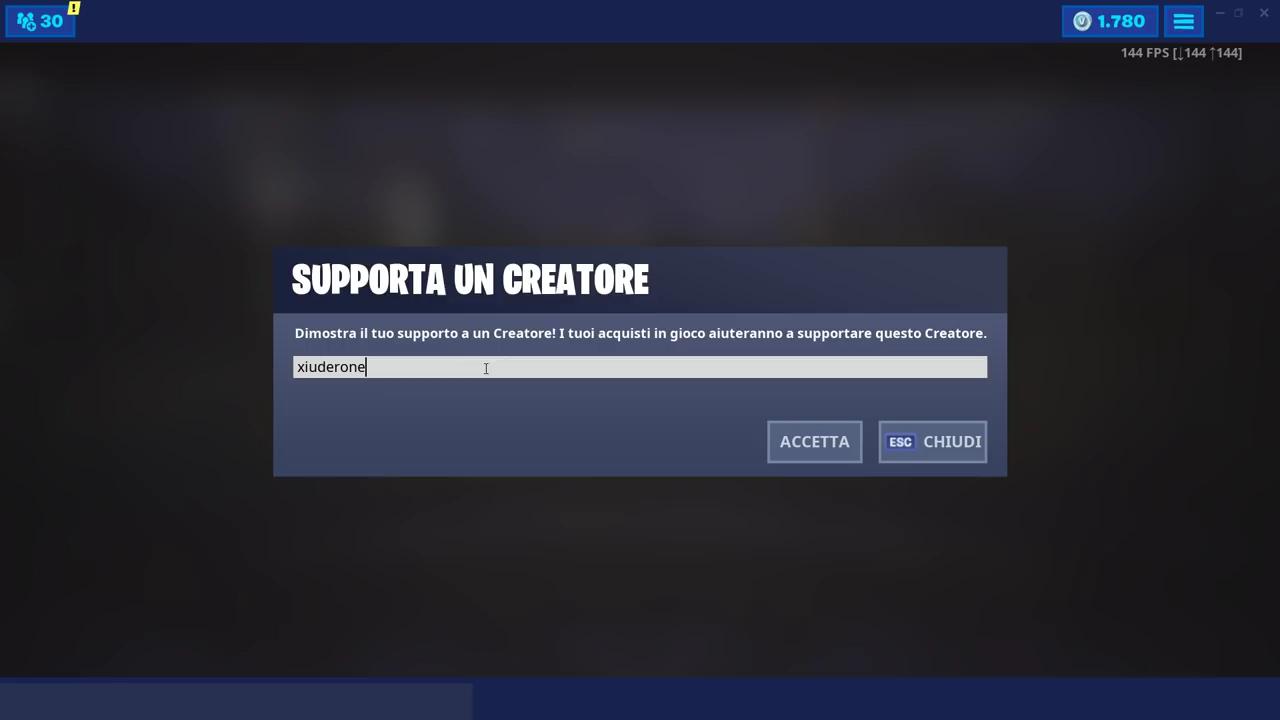 30 !
1.780
144 FPS [↓144 ↑144]
SUPPORTA UN CREATORE
Dimostra il tuo supporto a un Creatore! I tuoi acquisti in gioco aiuteranno a supportare questo Creatore.
xiuderone
ACCETTA
ESC CHIUDI